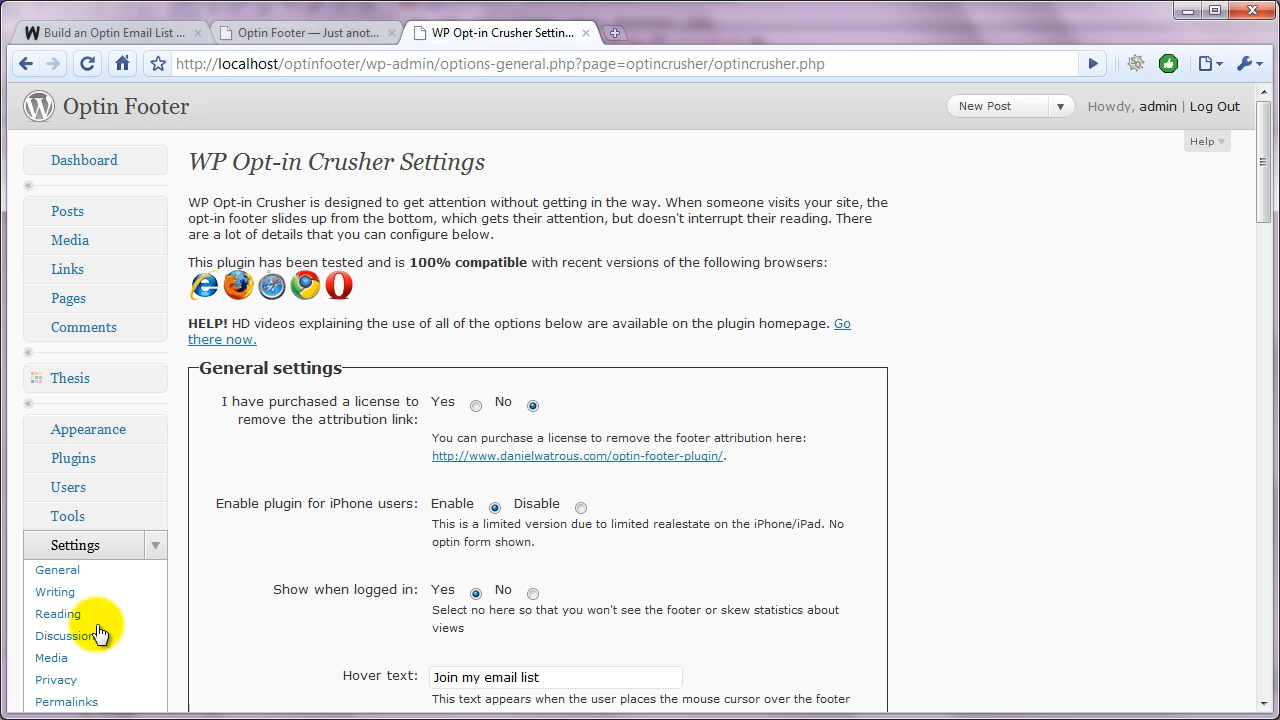 Build an Optin Email List ...
Optin Footer — Just anot...
WP Opt-in Crusher Settin...
http://localhost/optinfooter/wp-admin/options-general.php?page=optincrusher/optincrusher.php
Optin Footer
New Post
Howdy, admin | Log Out
Help
Dashboard
Posts
Media
Links
Pages
Comments
Thesis
Appearance
Plugins
Users
Tools
Settings
General
Writing
Reading
Discussion
Media
Privacy
Permalinks
WP Opt-in Crusher Settings
WP Opt-in Crusher is designed to get attention without getting in the way. When someone visits your site, the
opt-in footer slides up from the bottom, which gets their attention, but doesn't interrupt their reading. There
are a lot of details that you can configure below.
This plugin has been tested and is 100% compatible with recent versions of the following browsers:
HELP! HD videos explaining the use of all of the options below are available on the plugin homepage. Go
there now.
General settings
I have purchased a license to
remove the attribution link:
Yes No
You can purchase a license to remove the footer attribution here:
http://www.danielwatrous.com/optin-footer-plugin/.
Enable plugin for iPhone users:
Enable Disable
This is a limited version due to limited realestate on the iPhone/iPad. No
optin form shown.
Show when logged in:
Yes No
Select no here so that you won't see the footer or skew statistics about
views
Hover text:
Join my email list
This text appears when the user places the mouse cursor over the footer